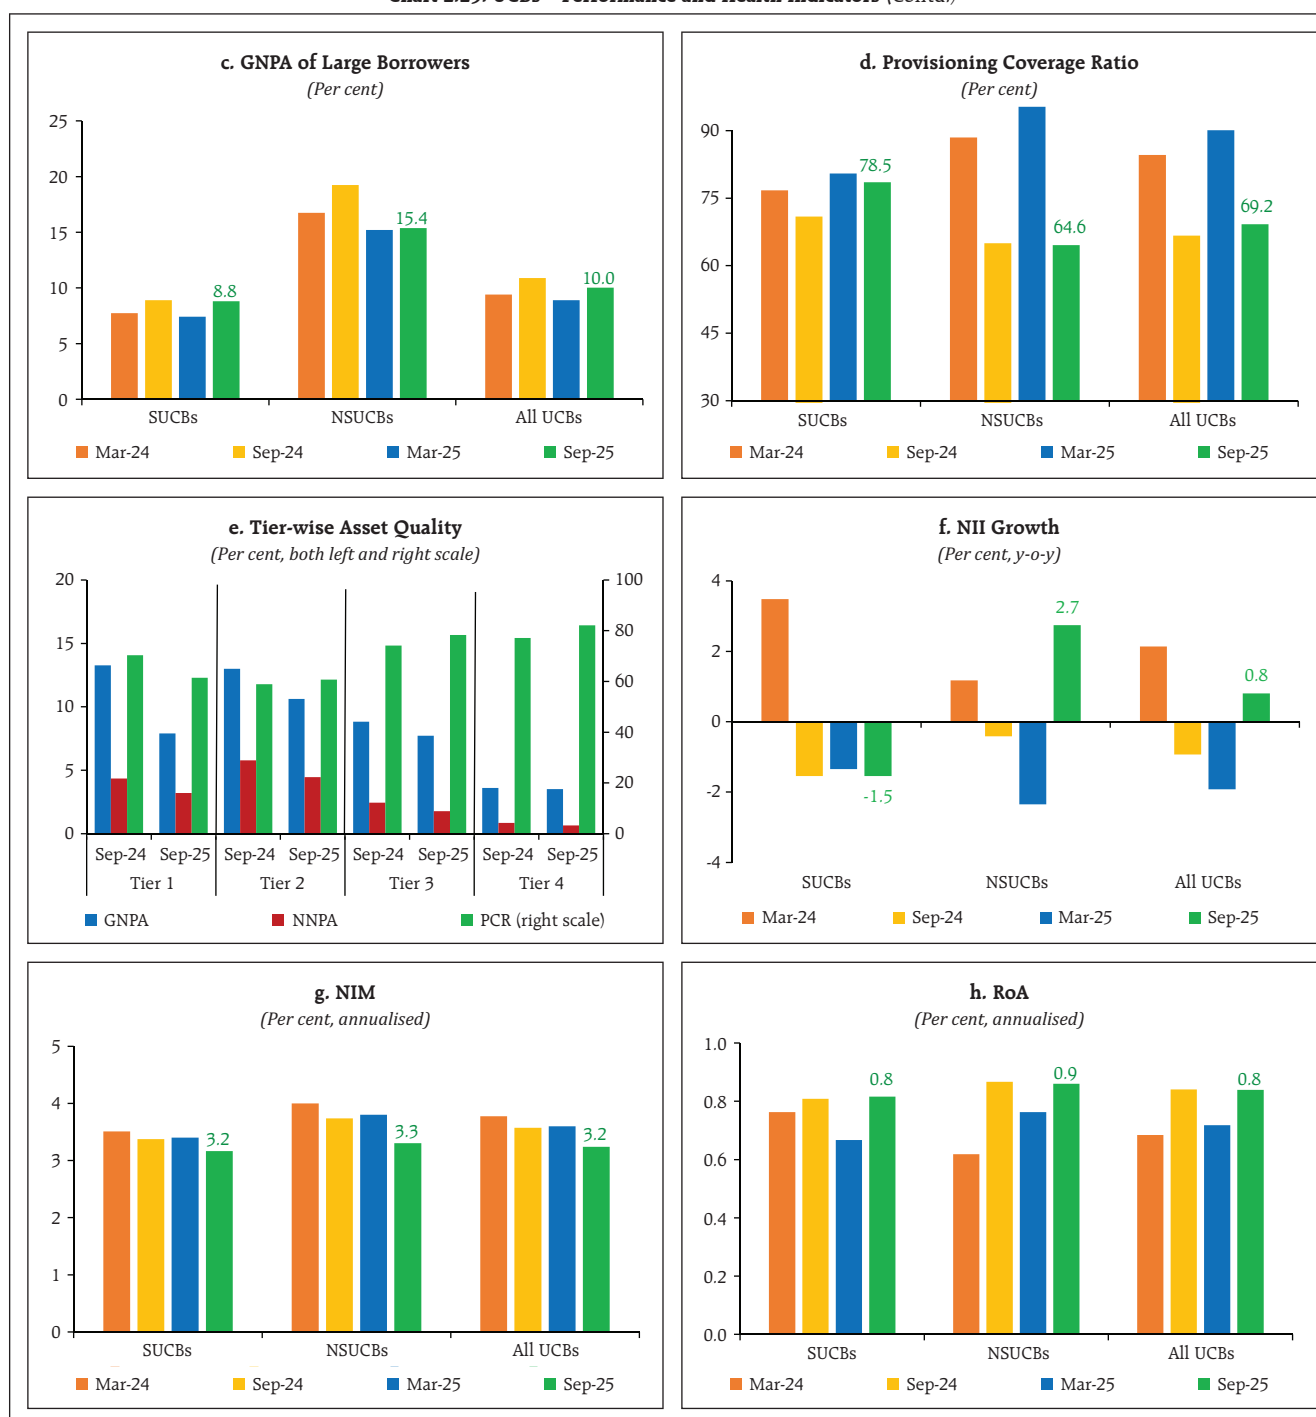 c. GNPA of Large Borrowers
(Per cent)
25
20
15
10
5
0
8.8
15.4
10.0
SUCBs NSUCBs All UCBs
Mar-24 Sep-24 Mar-25 Sep-25
d. Provisioning Coverage Ratio
(Per cent)
90
75
60
45
30
78.5
64.6
69.2
SUCBs NSUCBs All UCBs
Mar-24 Sep-24 Mar-25 Sep-25
e. Tier-wise Asset Quality
(Per cent, both left and right scale)
20
15
10
5
0
100
80
60
40
20
0
Sep-24 Sep-25 Sep-24 Sep-25 Sep-24 Sep-25 Sep-24 Sep-25
Tier 1 Tier 2 Tier 3 Tier 4
GNPA NNPA PCR (right scale)
f. NII Growth
(Per cent, y-o-y)
4
2
0
-2
-4
-1.5
2.7
0.8
SUCBs NSUCBs All UCBs
Mar-24 Sep-24 Mar-25 Sep-25
g. NIM
(Per cent, annualised)
5
4
3
2
1
0
3.2
3.3
3.2
SUCBs NSUCBs All UCBs
Mar-24 Sep-24 Mar-25 Sep-25
h. RoA
(Per cent, annualised)
1.0
0.8
0.6
0.4
0.2
0.0
0.8
0.9
0.8
SUCBs NSUCBs All UCBs
Mar-24 Sep-24 Mar-25 Sep-25